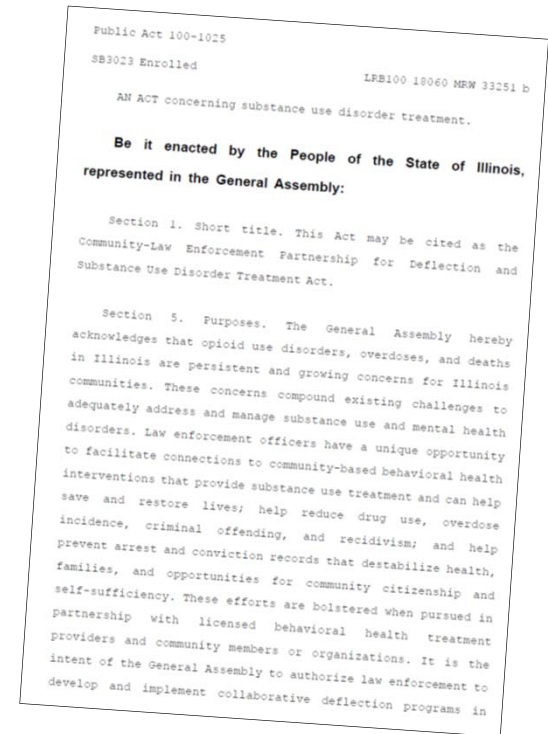 Public Act 100-1025
SB3023 Enrolled
LRB100 18060 MRW 33251 b
AN ACT concerning substance use disorder treatment.
Be it enacted by the People of the State of Illinois,
represented in the General Assembly:
Section 1. Short title. This Act may be cited as the
Community-Law Enforcement Partnership for Deflection and
Substance Use Disorder Treatment Act.
Section 5. Purposes. The General Assembly hereby
acknowledges that opioid use disorders, overdoses, and deaths
in Illinois are persistent and growing concerns for Illinois
communities. These concerns compound existing challenges to
adequately address and manage substance use and mental health
disorders. Law enforcement officers have a unique opportunity
to facilitate connections to community-based behavioral health
interventions that provide substance use treatment and can help
save and restore lives; help reduce drug use, overdose
incidence, criminal offending, and recidivism; and help
prevent arrest and conviction records that destabilize health,
families, and opportunities for community citizenship and
self-sufficiency. These efforts are bolstered when pursued in
partnership with licensed behavioral health treatment
providers and community members or organizations. It is the
intent of the General Assembly to authorize law enforcement to
develop and implement collaborative deflection programs in